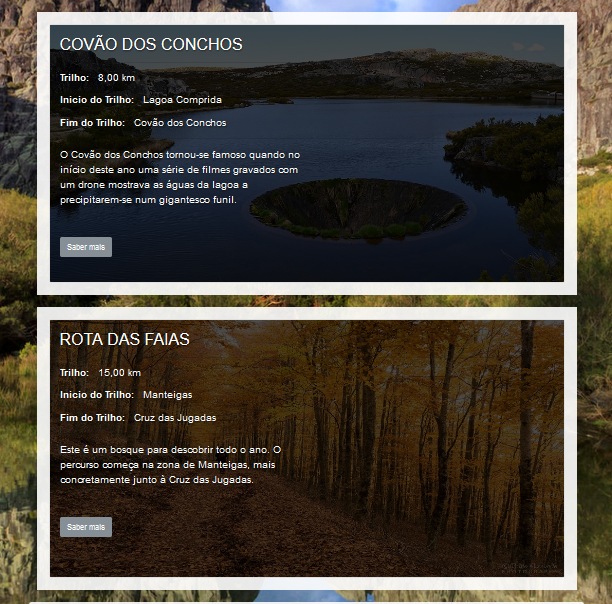 COVÃO DOS CONCHOS
Trilho: 8,00 km
Inicio do Trilho: Lagoa Comprida
Fim do Trilho: Covão dos Conchos
O Covão dos Conchos tornou-se famoso quando no
início deste ano uma série de filmes gravados com
um drone mostrava as águas da lagoa a
precipitarem-se num gigantesco funil.
Saber mais
ROTA DAS FAIAS
Trilho: 15,00 km
Inicio do Trilho: Manteigas
Fim do Trilho: Cruz das Jugadas
Este é um bosque para descobrir todo o ano. O
percurso começa na zona de Manteigas, mais
concretamente junto à Cruz das Jugadas.
Saber mais